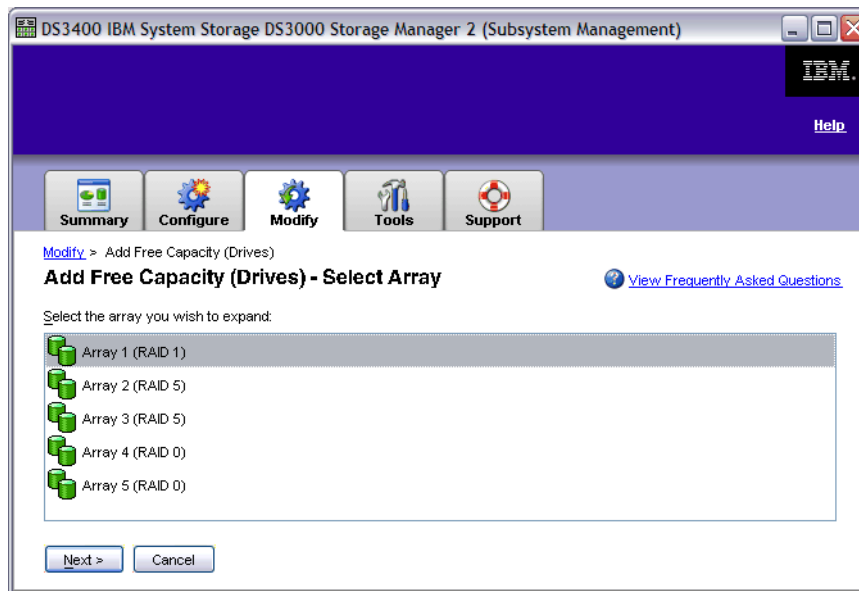 DS3400 IBM System Storage DS3000 Storage Manager 2 (Subsystem Management)
IBM.
Help
Summary
Configure
Modify
Tools
Support
Modify > Add Free Capacity (Drives)
Add Free Capacity (Drives) - Select Array
View Frequently Asked Questions
Select the array you wish to expand:
Array 1 (RAID 1)
Array 2 (RAID 5)
Array 3 (RAID 5)
Array 4 (RAID 0)
Array 5 (RAID 0)
Next >
Cancel